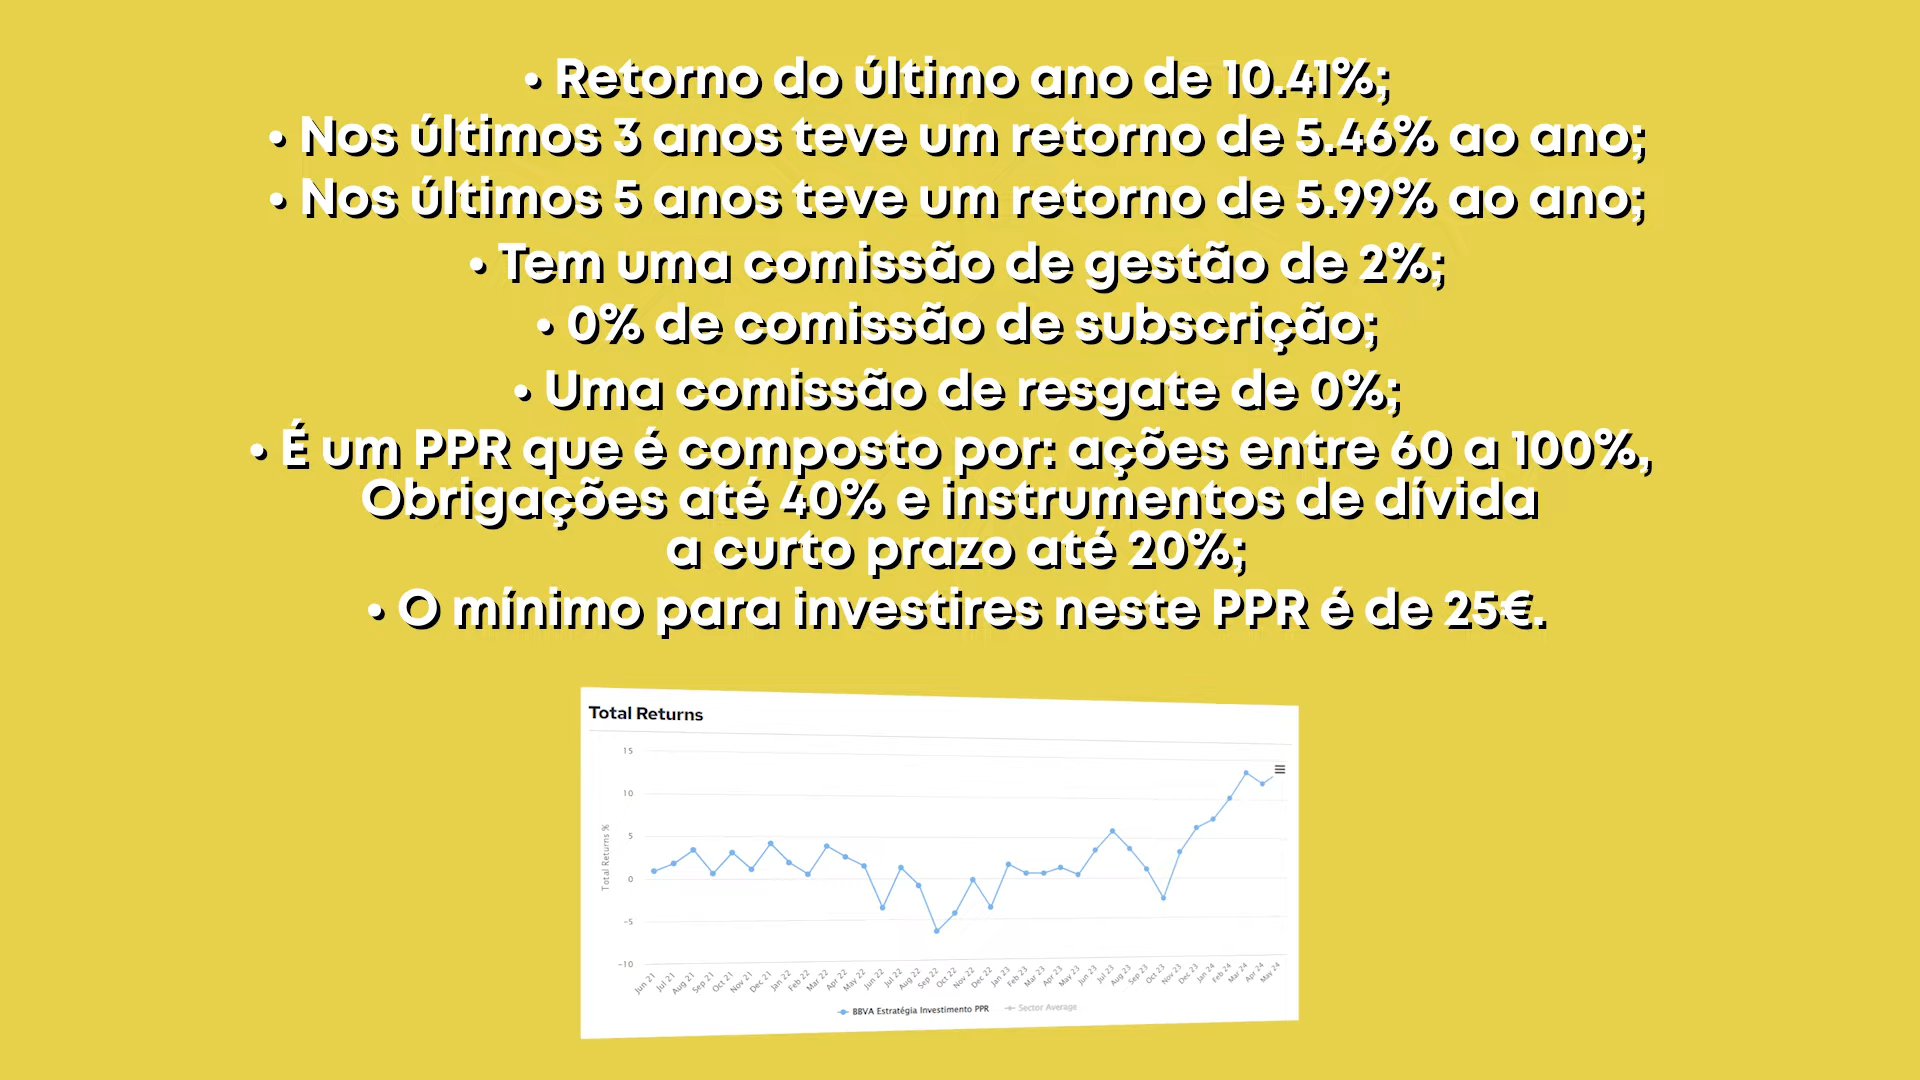 • Retorno do último ano de 10.41%;
• Nos últimos 3 anos teve um retorno de 5.46% ao ano;
• Nos últimos 5 anos teve um retorno de 5.99% ao ano;
• Tem uma comissão de gestão de 2%;
• 0% de comissão de subscrição;
• Uma comissão de resgate de 0%;
• É um PPR que é composto por: ações entre 60 a 100%,
Obrigações até 40% e instrumentos de dívida
a curto prazo até 20%;
• O mínimo para investires neste PPR é de 25€.
Total Returns
Total Returns %
15
10
5
0
-5
-10
Jun 21 Jul 21 Aug 21 Sep 21 Oct 21 Nov 21 Dec 21 Jan 22 Feb 22 Mar 22 Apr 22 May 22 Jun 22 Jul 22 Aug 22 Sep 22 Oct 22 Nov 22 Dec 22 Jan 23 Feb 23 Mar 23 Apr 23 May 23 Jun 23 Jul 23 Aug 23 Sep 23 Oct 23 Nov 23 Dec 23 Jan 24 Feb 24 Mar 24 Apr 24 May 24
BBVA Estratégia Investimento PPR Sector Average